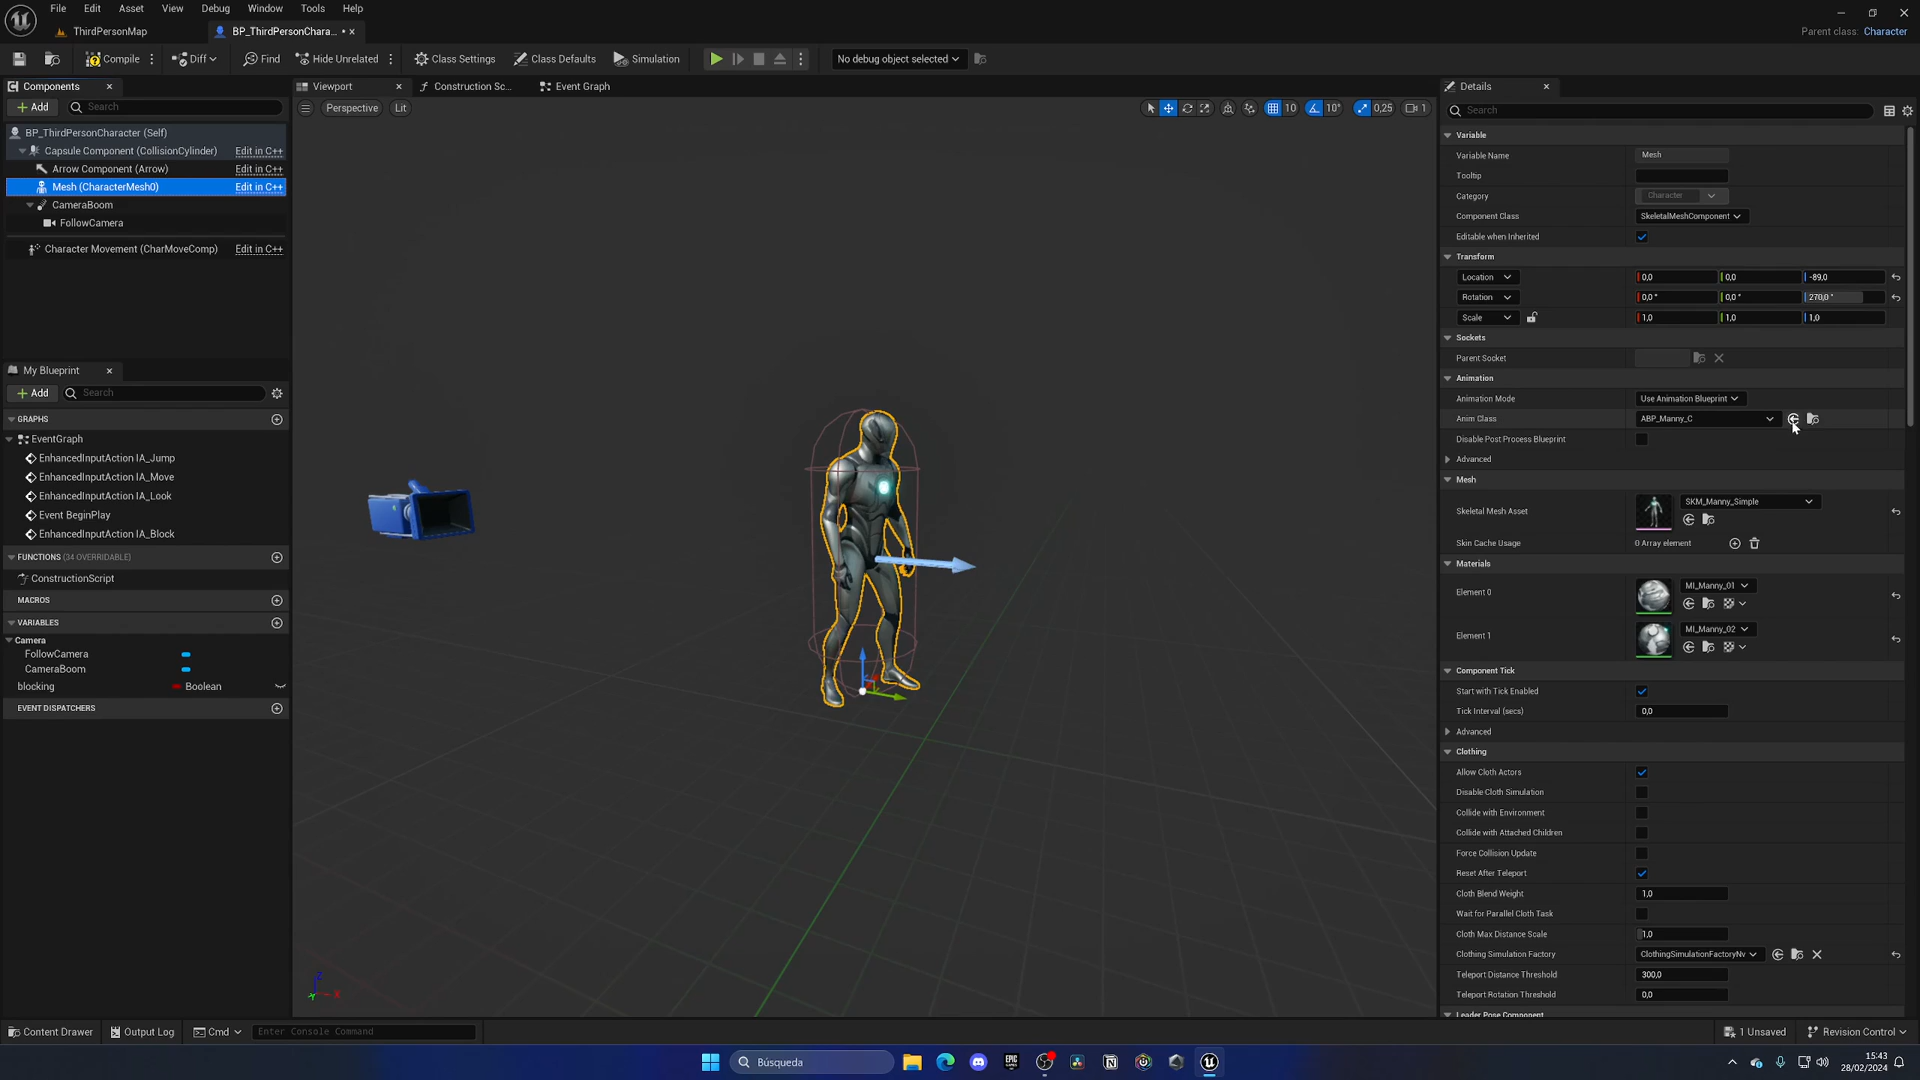 File Edit Asset View Debug Window Tools Help
ThirdPersonMap
BP_ThirdPersonChara... •
Parent class: Character
Compile
Diff
Find
Hide Unrelated
Class Settings
Class Defaults
Simulation
No debug object selected
Components
Add
Search
BP_ThirdPersonCharacter (Self)
Capsule Component (CollisionCylinder) Edit in C++
Arrow Component (Arrow) Edit in C++
Mesh (CharacterMesh0) Edit in C++
CameraBoom
FollowCamera
Character Movement (CharMoveComp) Edit in C++
My Blueprint
Add
Search
GRAPHS
EventGraph
EnhancedInputAction IA_Jump
EnhancedInputAction IA_Move
EnhancedInputAction IA_Look
Event BeginPlay
EnhancedInputAction IA_Block
FUNCTIONS (34 OVERRIDABLE)
ConstructionScript
MACROS
VARIABLES
Camera
FollowCamera
CameraBoom
blocking Boolean
EVENT DISPATCHERS
Viewport
Construction Sc...
Event Graph
Perspective Lit
10 10° 0,25 1
Z
X
Y
Details
Search
Variable
Variable Name Mesh
Tooltip
Category Character
Component Class SkeletalMeshComponent
Editable when Inherited
Transform
Location 0,0 0,0 -89,0
Rotation 0,0 ° 0,0 ° 270,0 °
Scale 1,0 1,0 1,0
Sockets
Parent Socket
Animation
Animation Mode Use Animation Blueprint
Anim Class ABP_Manny_C
Disable Post Process Blueprint
Advanced
Mesh
Skeletal Mesh Asset SKM_Manny_Simple
Skin Cache Usage 0 Array element
Materials
Element 0 MI_Manny_01
Element 1 MI_Manny_02
Component Tick
Start with Tick Enabled
Tick Interval (secs) 0,0
Advanced
Clothing
Allow Cloth Actors
Disable Cloth Simulation
Collide with Environment
Collide with Attached Children
Force Collision Update
Reset After Teleport
Cloth Blend Weight 1,0
Wait for Parallel Cloth Task
Cloth Max Distance Scale 1,0
Clothing Simulation Factory ClothingSimulationFactoryNv
Teleport Distance Threshold 300,0
Teleport Rotation Threshold 0,0
Leader Pose Component
Content Drawer
Output Log
Cmd
Enter Console Command
1 Unsaved
Revision Control
Búsqueda
EPIC GAMES
15:43
28/02/2024